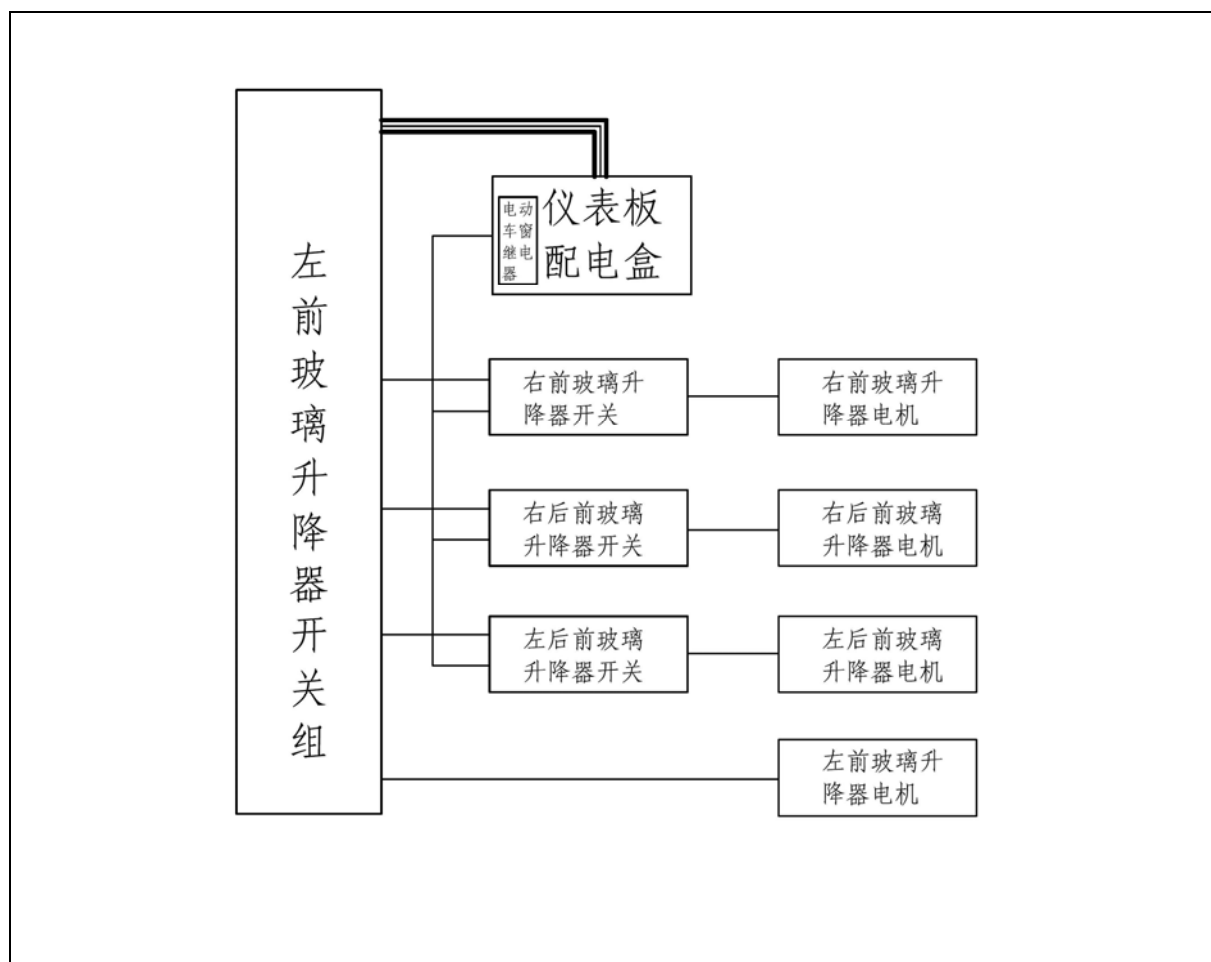 左前玻璃升降器开关组
电动
车窗
继电
器
仪表板
配电盒
右前玻璃升
降器开关
右前玻璃升
降器电机
右后前玻璃
升降器开关
右后前玻璃
升降器电机
左后前玻璃
升降器开关
左后前玻璃
升降器电机
左前玻璃升
降器电机